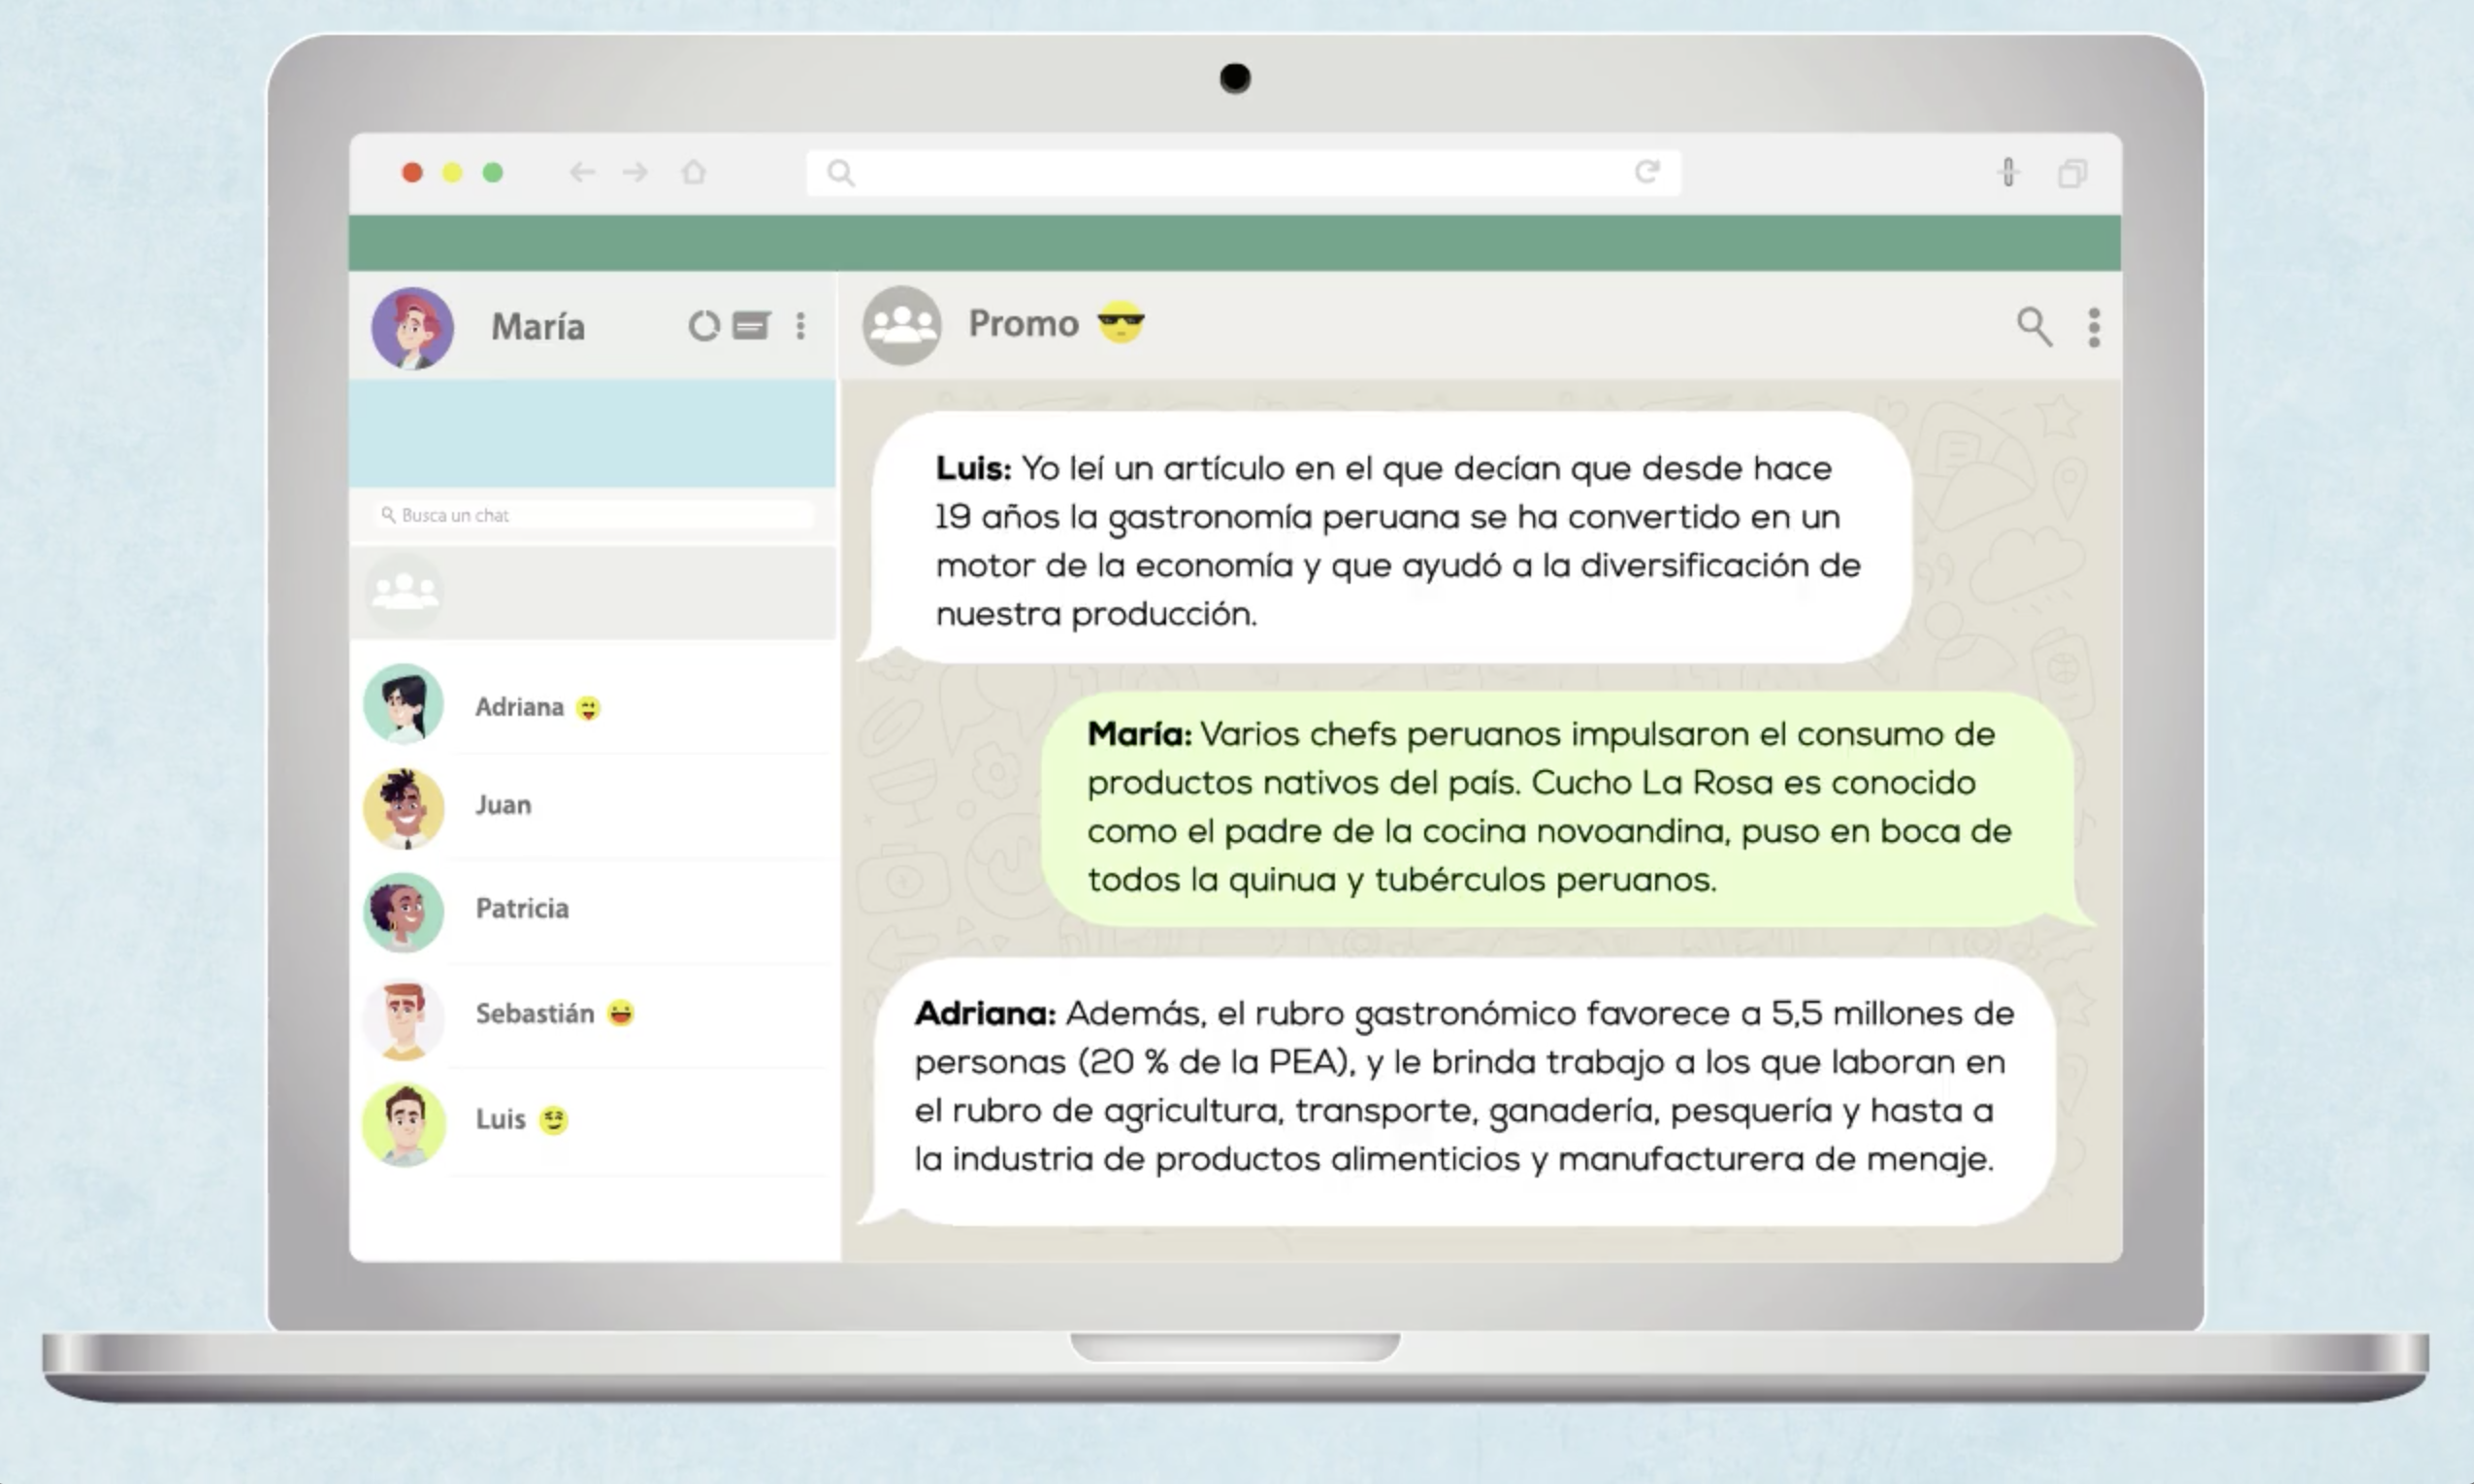 María
Promo
Busca un chat
Adriana
Juan
Patricia
Sebastián
Luis
Luis: Yo leí un artículo en el que decían que desde hace
19 años la gastronomía peruana se ha convertido en un
motor de la economía y que ayudó a la diversificación de
nuestra producción.
María: Varios chefs peruanos impulsaron el consumo de
productos nativos del país. Cucho La Rosa es conocido
como el padre de la cocina novoandina, puso en boca de
todos la quinua y tubérculos peruanos.
Adriana: Además, el rubro gastronómico favorece a 5,5 millones de
personas (20 % de la PEA), y le brinda trabajo a los que laboran en
el rubro de agricultura, transporte, ganadería, pesquería y hasta a
la industria de productos alimenticios y manufacturera de menaje.